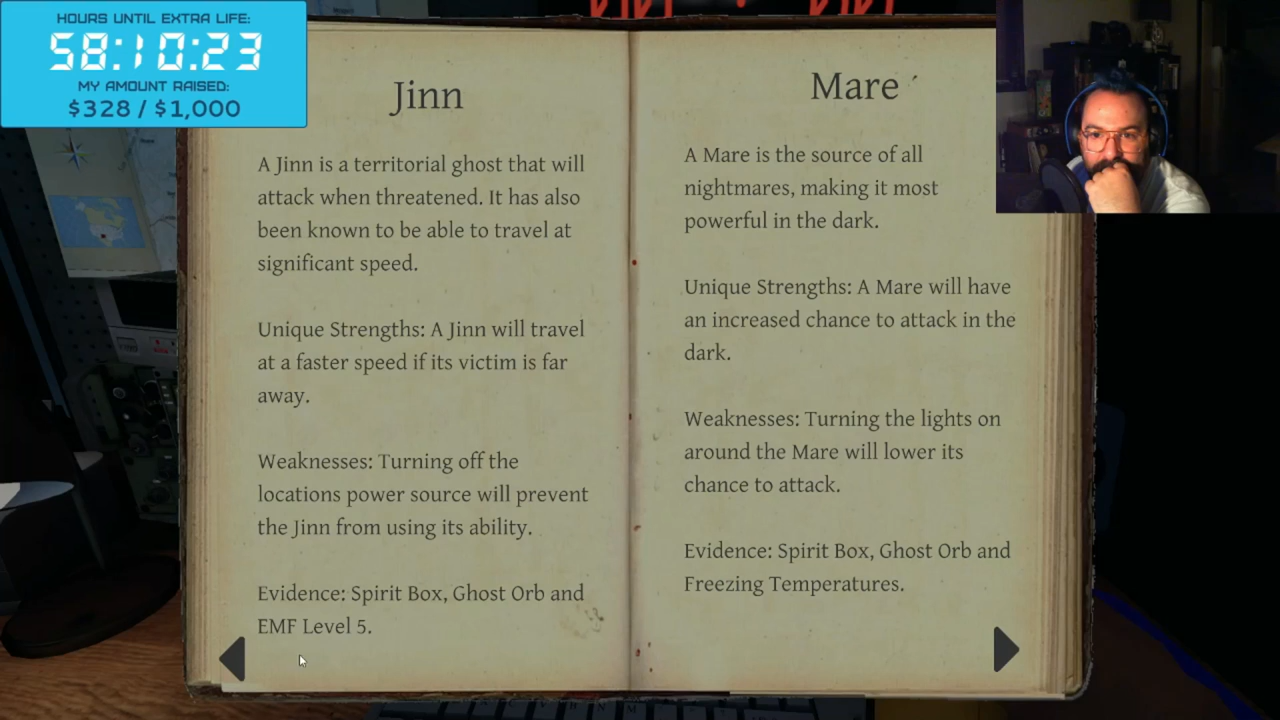 HOURS UNTIL EXTRA LIFE:
58:10:23
MY AMOUNT RAISED:
$328 / $1,000
Jinn
A Jinn is a territorial ghost that will
attack when threatened. It has also
been known to be able to travel at
significant speed.
Unique Strengths: A Jinn will travel
at a faster speed if its victim is far
away.
Weaknesses: Turning off the
locations power source will prevent
the Jinn from using its ability.
Evidence: Spirit Box, Ghost Orb and
EMF Level 5.
Mare
A Mare is the source of all
nightmares, making it most
powerful in the dark.
Unique Strengths: A Mare will have
an increased chance to attack in the
dark.
Weaknesses: Turning the lights on
around the Mare will lower its
chance to attack.
Evidence: Spirit Box, Ghost Orb and
Freezing Temperatures.